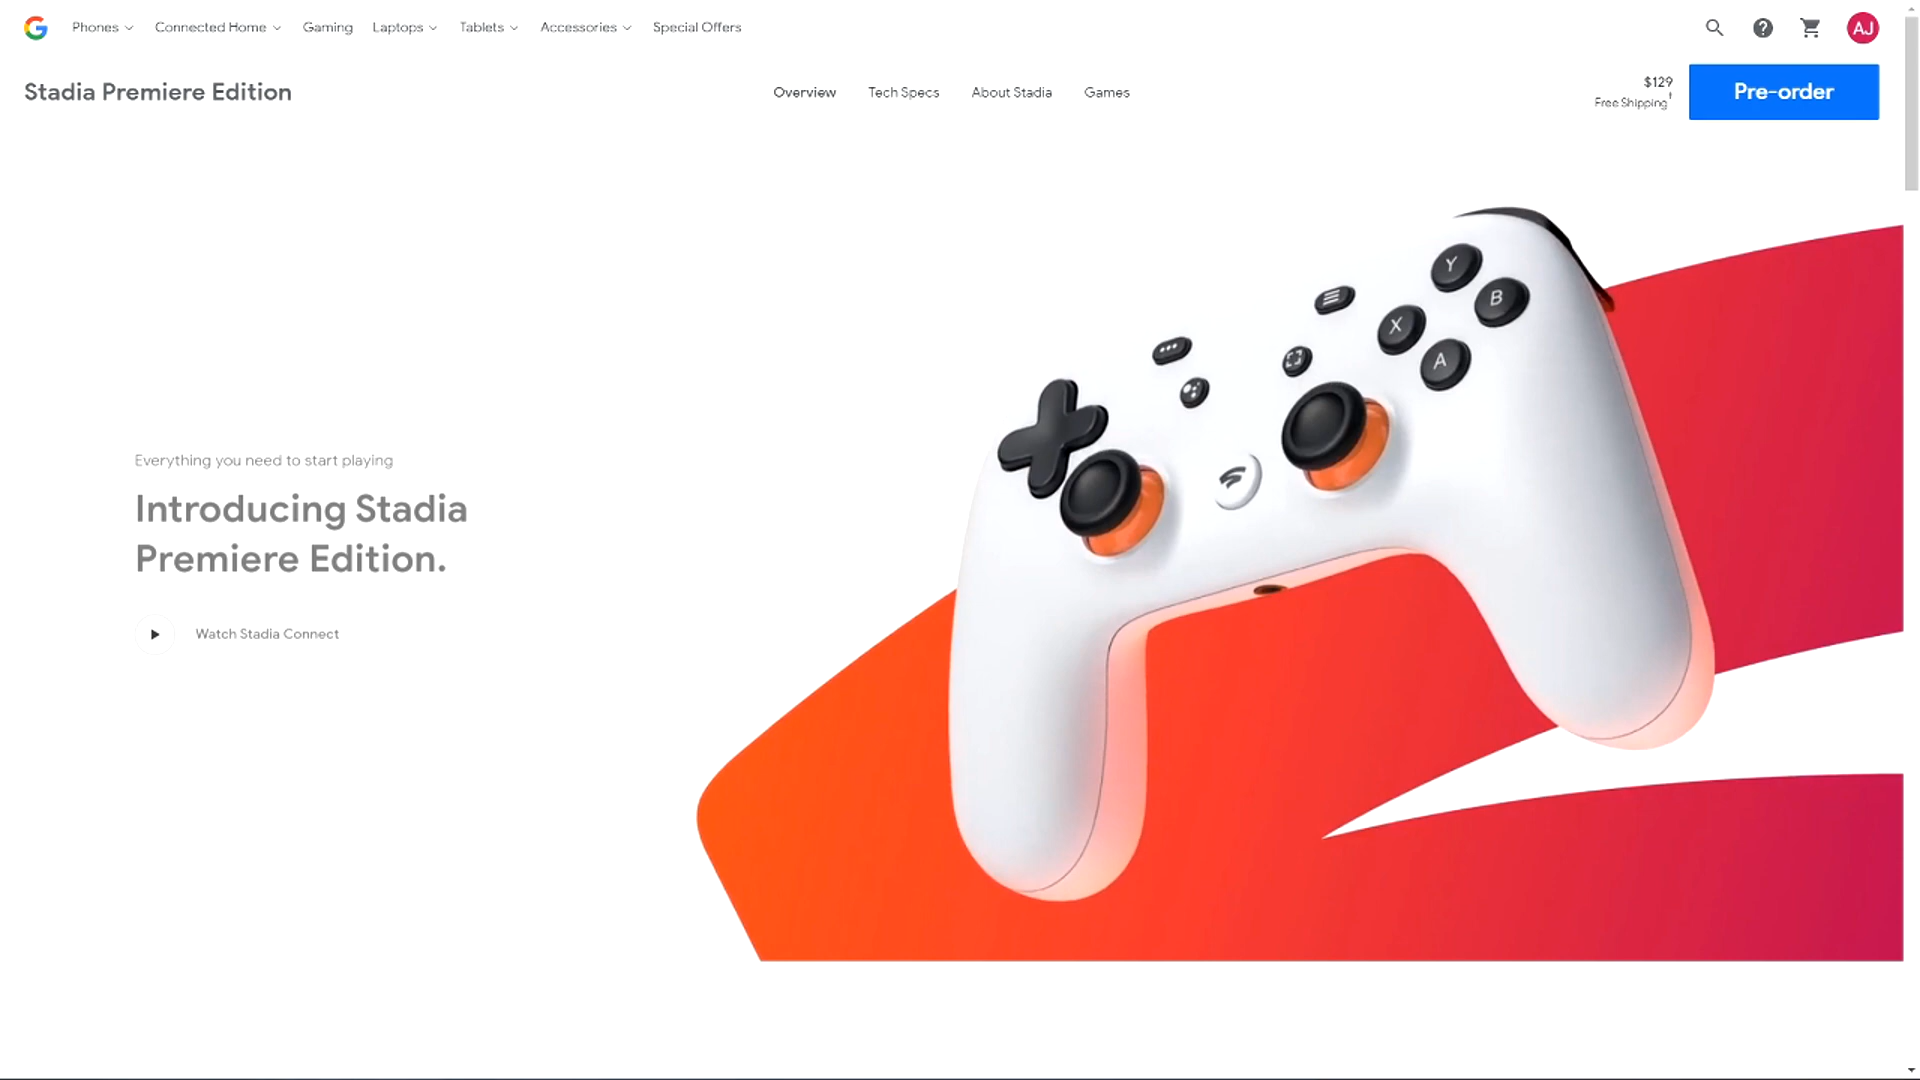 Phones Connected Home Gaming Laptops Tablets Accessories Special Offers AJ
Stadia Premiere Edition Overview Tech Specs About Stadia Games $129 Pre-order
Free Shipping†
Y
B
X
A
Everything you need to start playing
Introducing Stadia
Premiere Edition.
Watch Stadia Connect